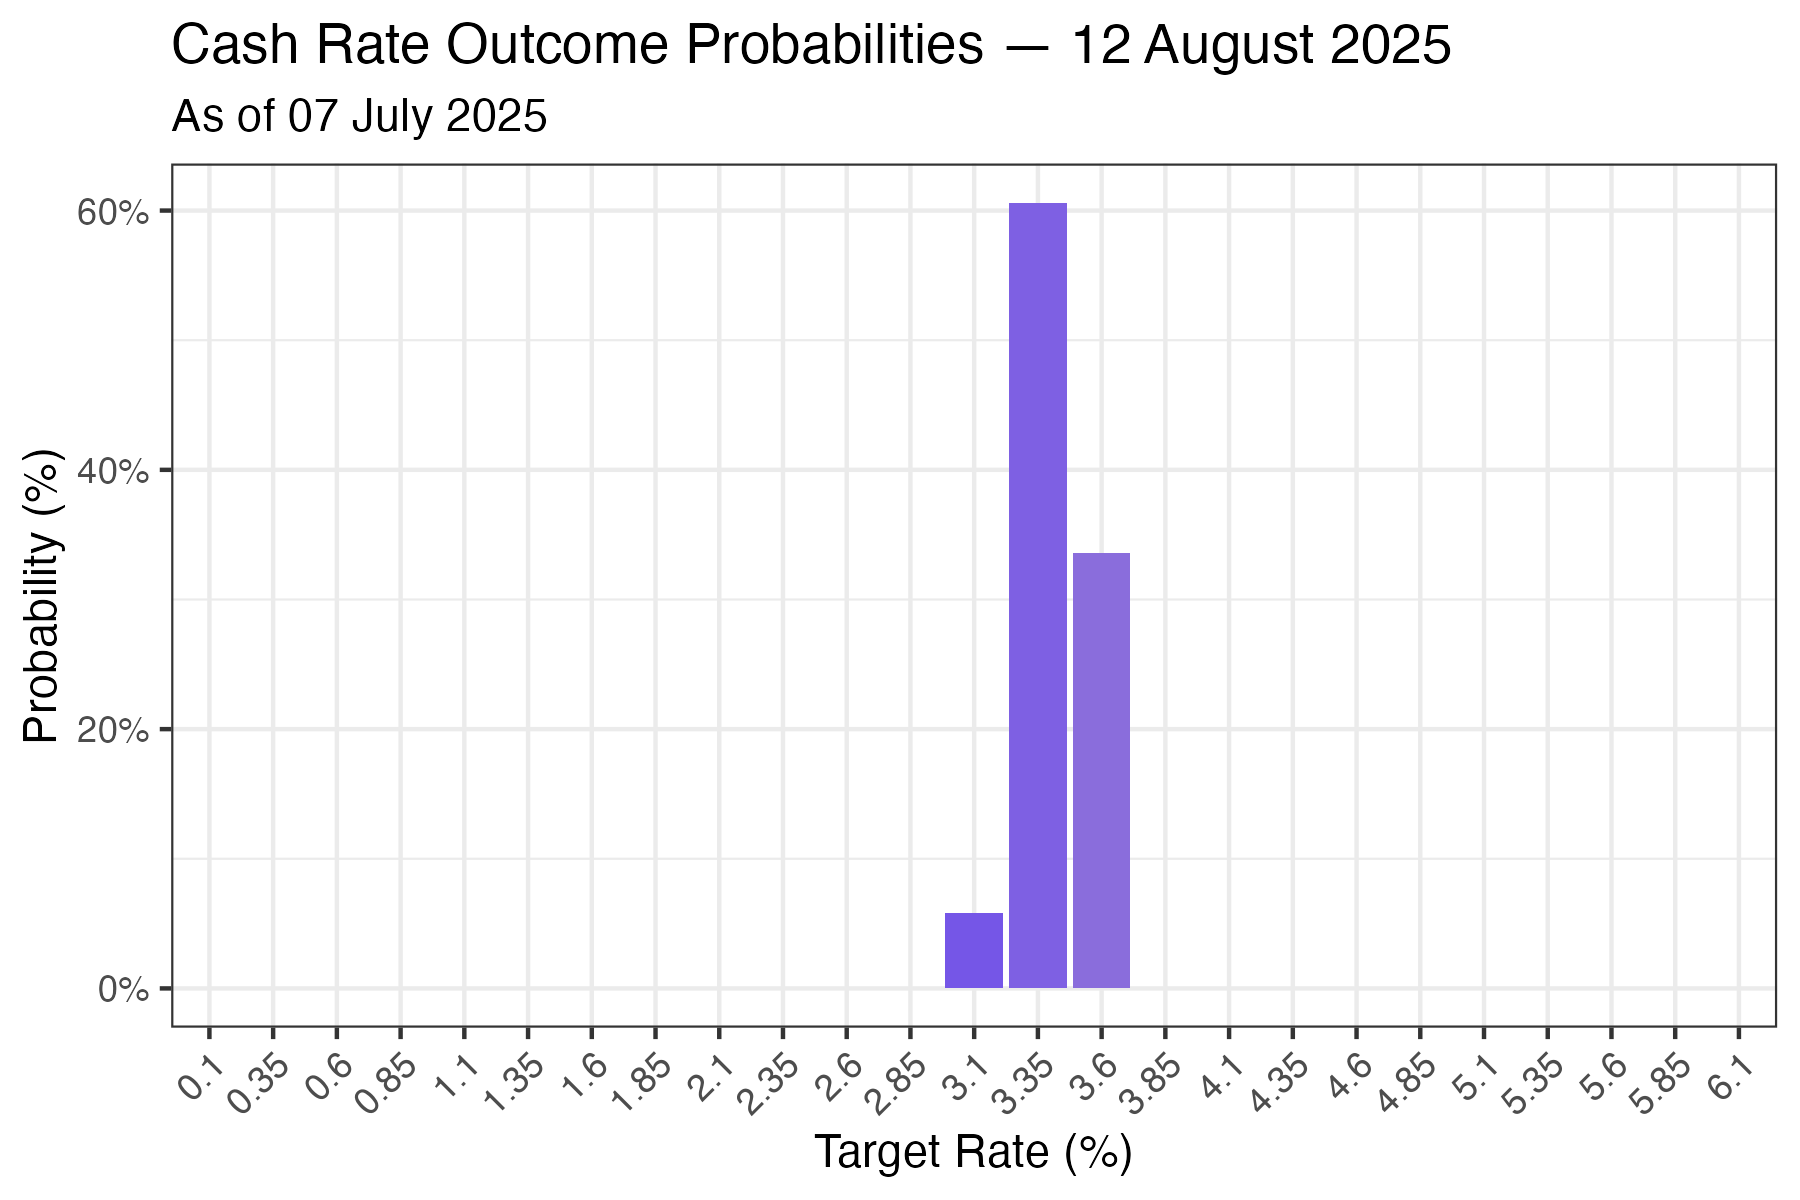 Cash Rate Outcome Probabilities — 12 August 2025
As of 07 July 2025
Probability (%)
60%
40%
20%
0%
0.1 0.35 0.6 0.85 1.1 1.35 1.6 1.85 2.1 2.35 2.6 2.85 3.1 3.35 3.6 3.85 4.1 4.35 4.6 4.85 5.1 5.35 5.6 5.85 6.1
Target Rate (%)